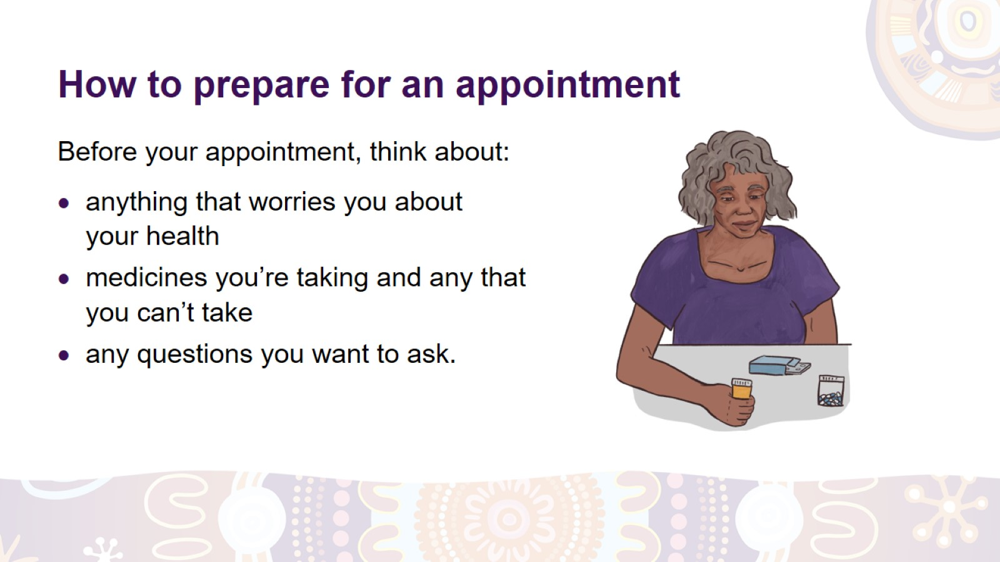 How to prepare for an appointment
Before your appointment, think about:
• anything that worries you about
your health
• medicines you’re taking and any that
you can’t take
• any questions you want to ask.